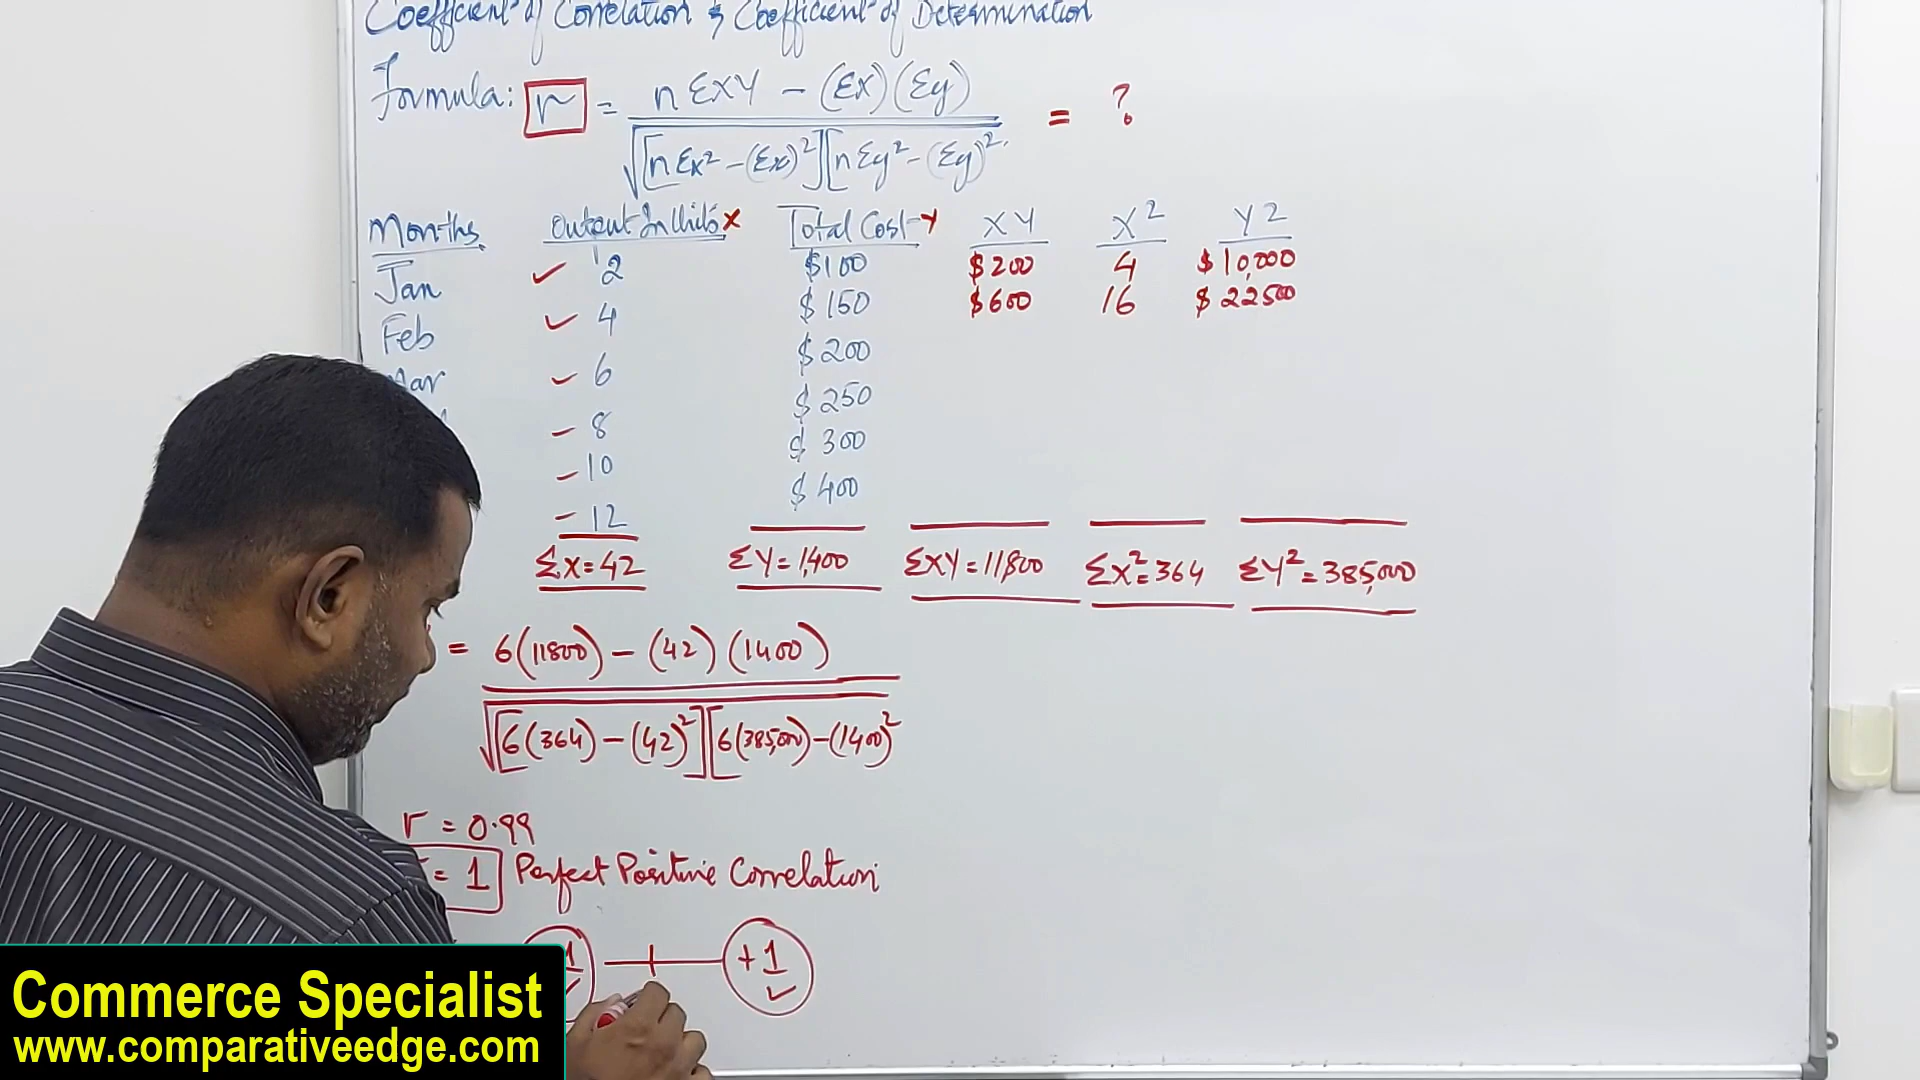 Coefficient of Correlation & Coefficient of Determination
Formula: r = nΣXY - (Σx)(Σy) = ?
√[nΣx² - (Σx)²][nΣy² - (Σy)²
Months Output In Units X Total Cost Y XY X² Y2
Jan 2 $100 $200 4 $10,000
Feb 4 $150 $600 16 $22500
Mar 6 $200
8 $250
10 $300
12 $400
ΣX=42 ΣY=1,400 ΣXY=11,800 ΣX²=364 ΣY²=385,000
= 6(11800) - (42)(1400)
√[6(364) - (42)²][6(385,000) - (1400)²
r = 0.99
= 1 Perfect Positive Correlation
1 +1
Commerce Specialist
www.comparativeedge.com